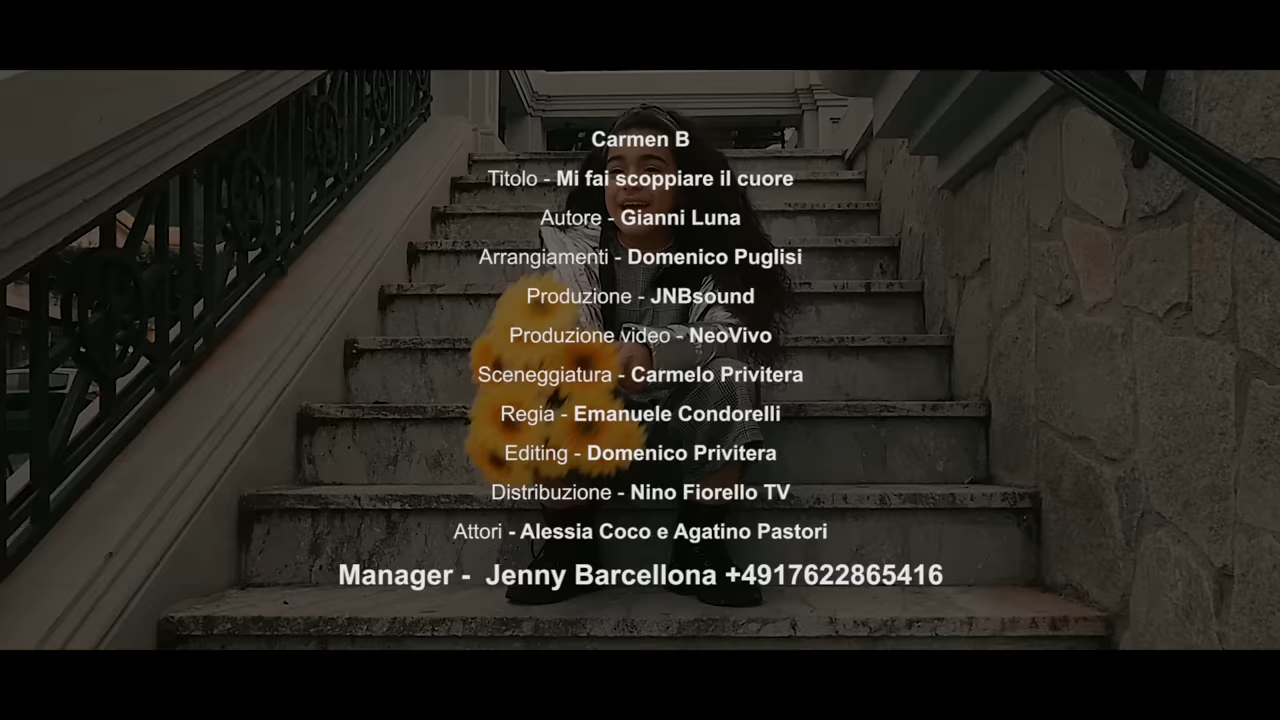 Carmen B
Titolo - Mi fai scoppiare il cuore
Autore - Gianni Luna
Arrangiamenti - Domenico Puglisi
Produzione - JNBsound
Produzione video - NeoVivo
Sceneggiatura - Carmelo Privitera
Regia - Emanuele Condorelli
Editing - Domenico Privitera
Distribuzione - Nino Fiorello TV
Attori - Alessia Coco e Agatino Pastori
Manager -  Jenny Barcellona +4917622865416